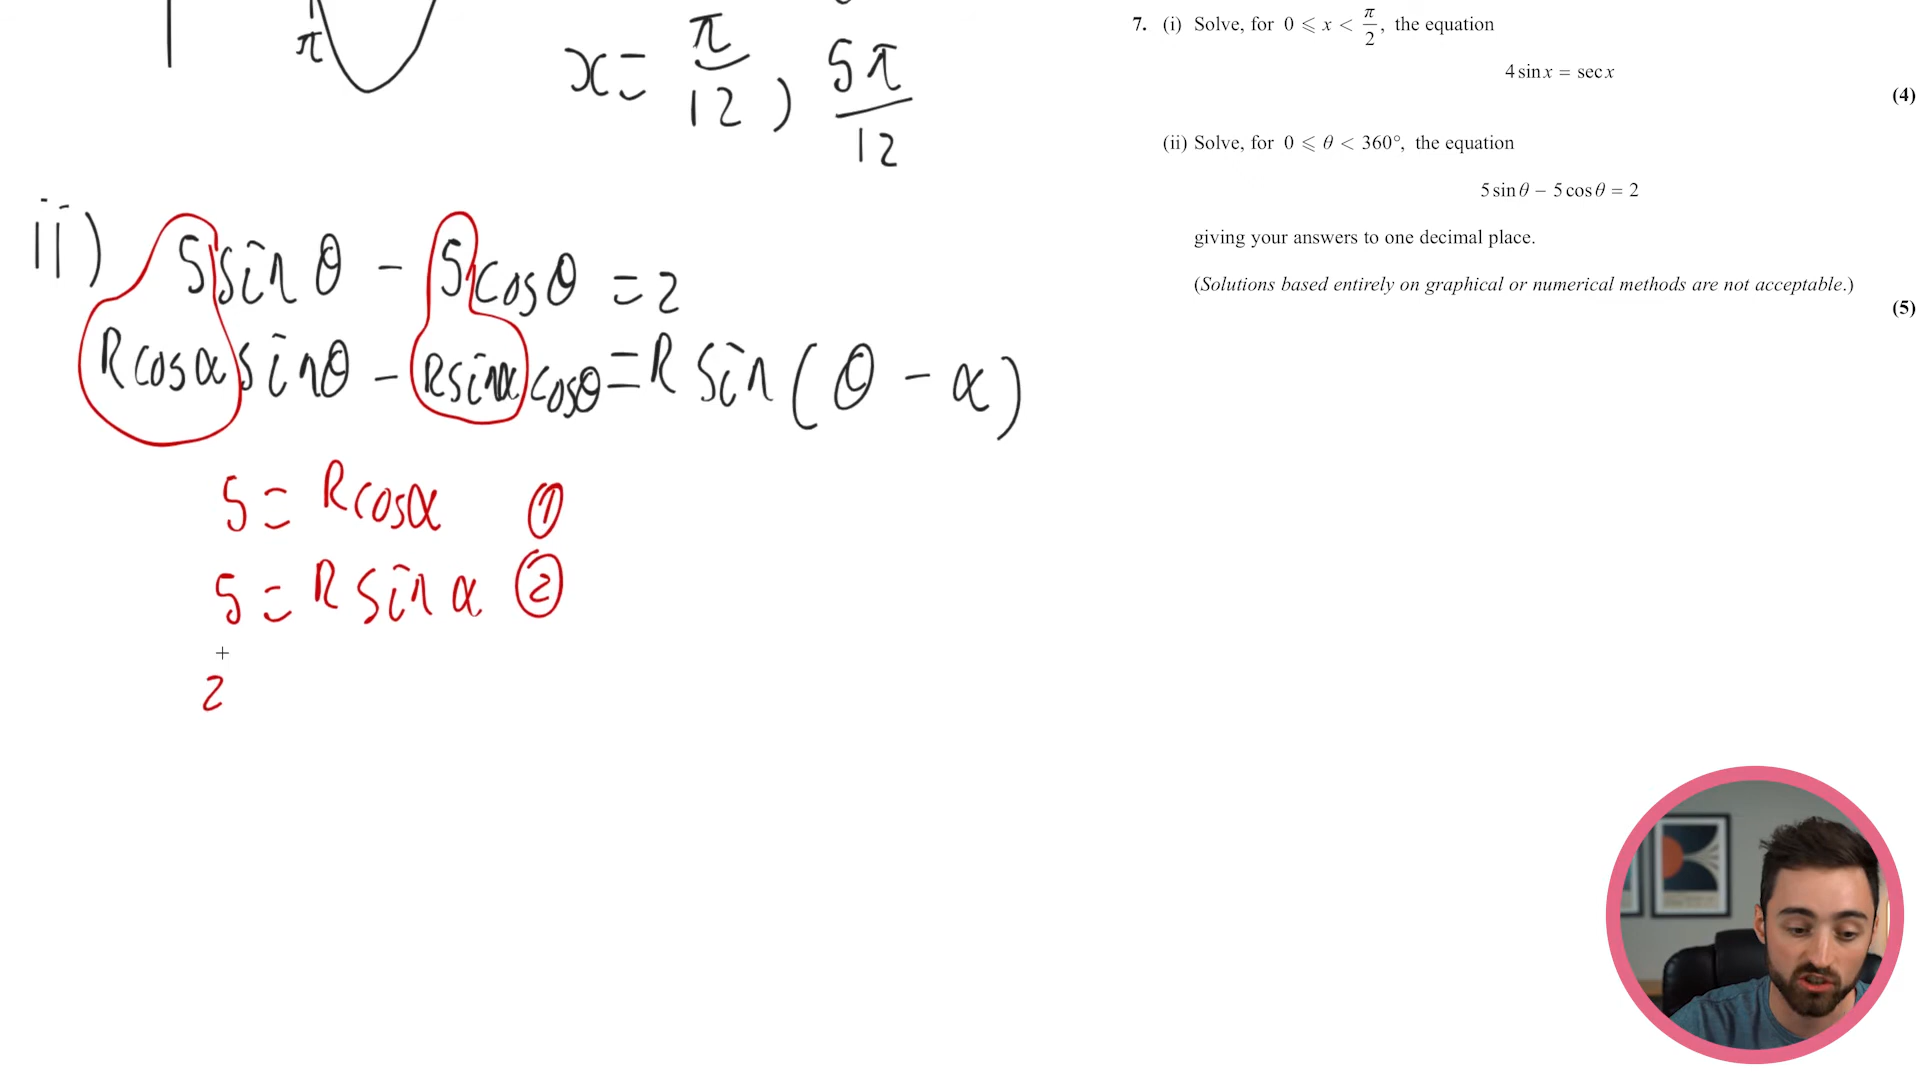 π
x = π/12 , 5π/12
ii) 5sinθ - 5cosθ = 2
Rcosα sinθ - Rsinα cosθ = R sin(θ - α)
5 = Rcosα ①
5 = Rsinα ②
2
7. (i) Solve, for 0 ⩽ x < π/2, the equation
4 sin x = sec x
(4)
(ii) Solve, for 0 ⩽ θ < 360°, the equation
5 sin θ − 5 cos θ = 2
giving your answers to one decimal place.
(Solutions based entirely on graphical or numerical methods are not acceptable.)
(5)